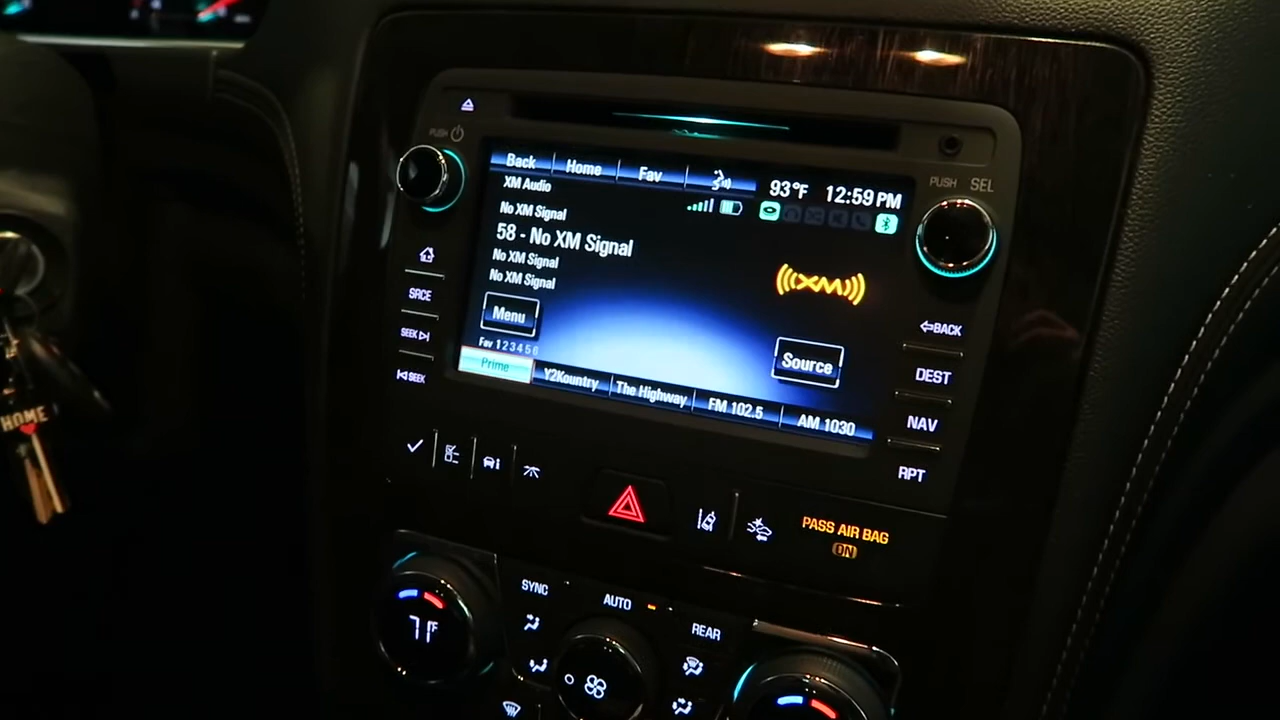 PUSH
Back Home Fav
93°F 12:59 PM
XM Audio
No XM Signal
58 - No XM Signal
No XM Signal
No XM Signal
((XM))
Menu
Source
Fav 1 2 3 4 5 6
Prime Y2Kountry The Highway FM 102.5 AM 1030
PUSH SEL
SRCE
SEEK
SEEK
BACK
DEST
NAV
RPT
HOME
PASS AIR BAG
ON
SYNC
AUTO
REAR
71°F